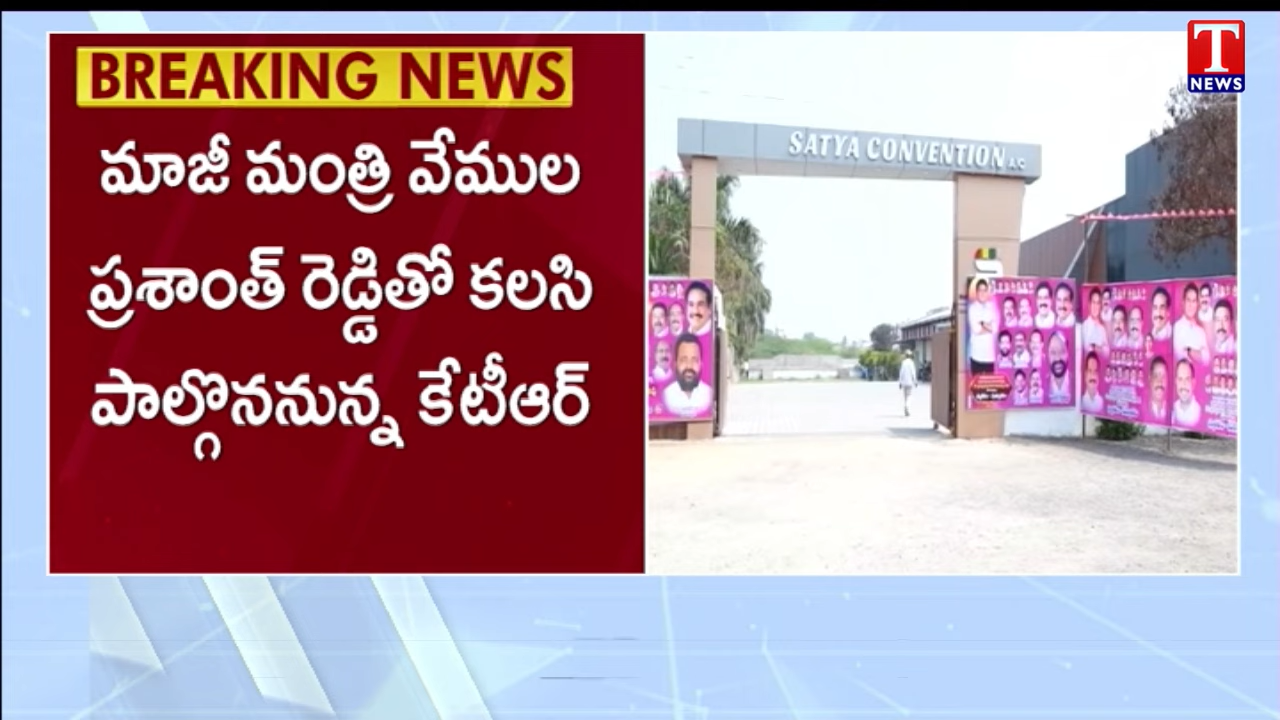 BREAKING NEWS
మాజీ మంత్రి వేముల
ప్రశాంత్ రెడ్డితో కలసి
పాల్గొననున్న కేటీఆర్
SATYA CONVENTION A.C
T
NEWS